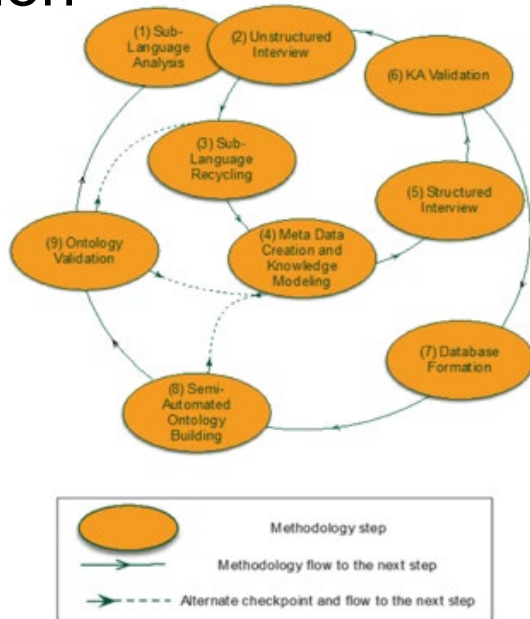 (1) Sub-
Language
Analysis
(2) Unstructured
Interview
(6) KA Validation
(3) Sub-
Language
Recycling
(5) Structured
Interview
(9) Ontology
Validation
(4) Meta Data
Creation and
Knowledge
Modeling
(7) Database
Formation
(8) Semi-
Automated
Ontology
Building
Methodology step
Methodology flow to the next step
Alternate checkpoint and flow to the next step